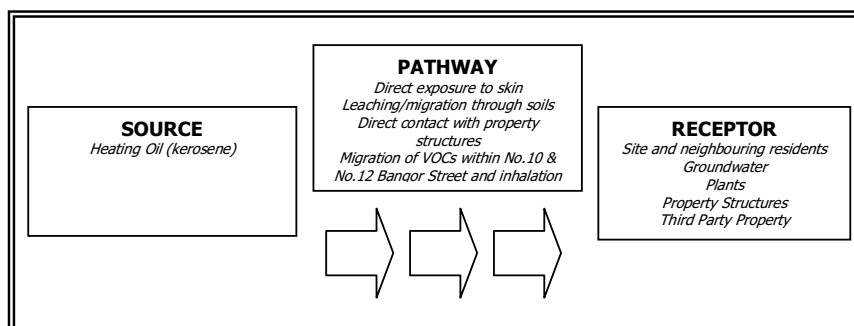 SOURCE
Heating Oil (kerosene)
PATHWAY
Direct exposure to skin
Leaching/migration through soils
Direct contact with property
structures
Migration of VOCs within No.10 &
No.12 Bangor Street and inhalation
RECEPTOR
Site and neighbouring residents
Groundwater
Plants
Property Structures
Third Party Property